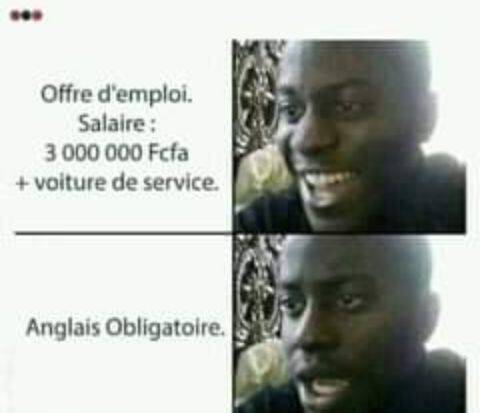 Offre d'emploi.
Salaire :
3 000 000 Fcfa
+ voiture de service.
Anglais Obligatoire.